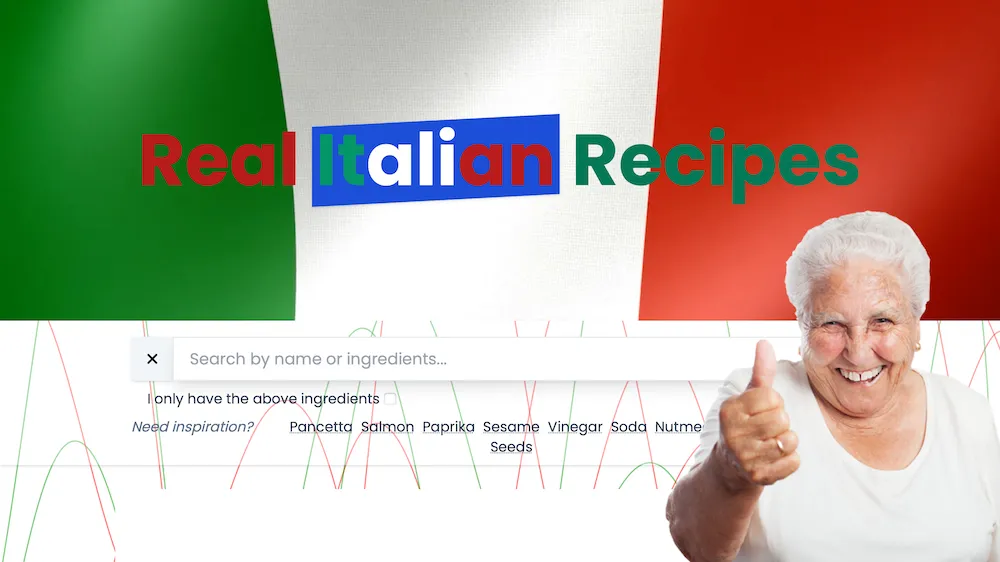 Real Italian Recipes
Search by name or ingredients...
I only have the above ingredients
Need inspiration? Pancetta Salmon Paprika Sesame Vinegar Soda
Seeds